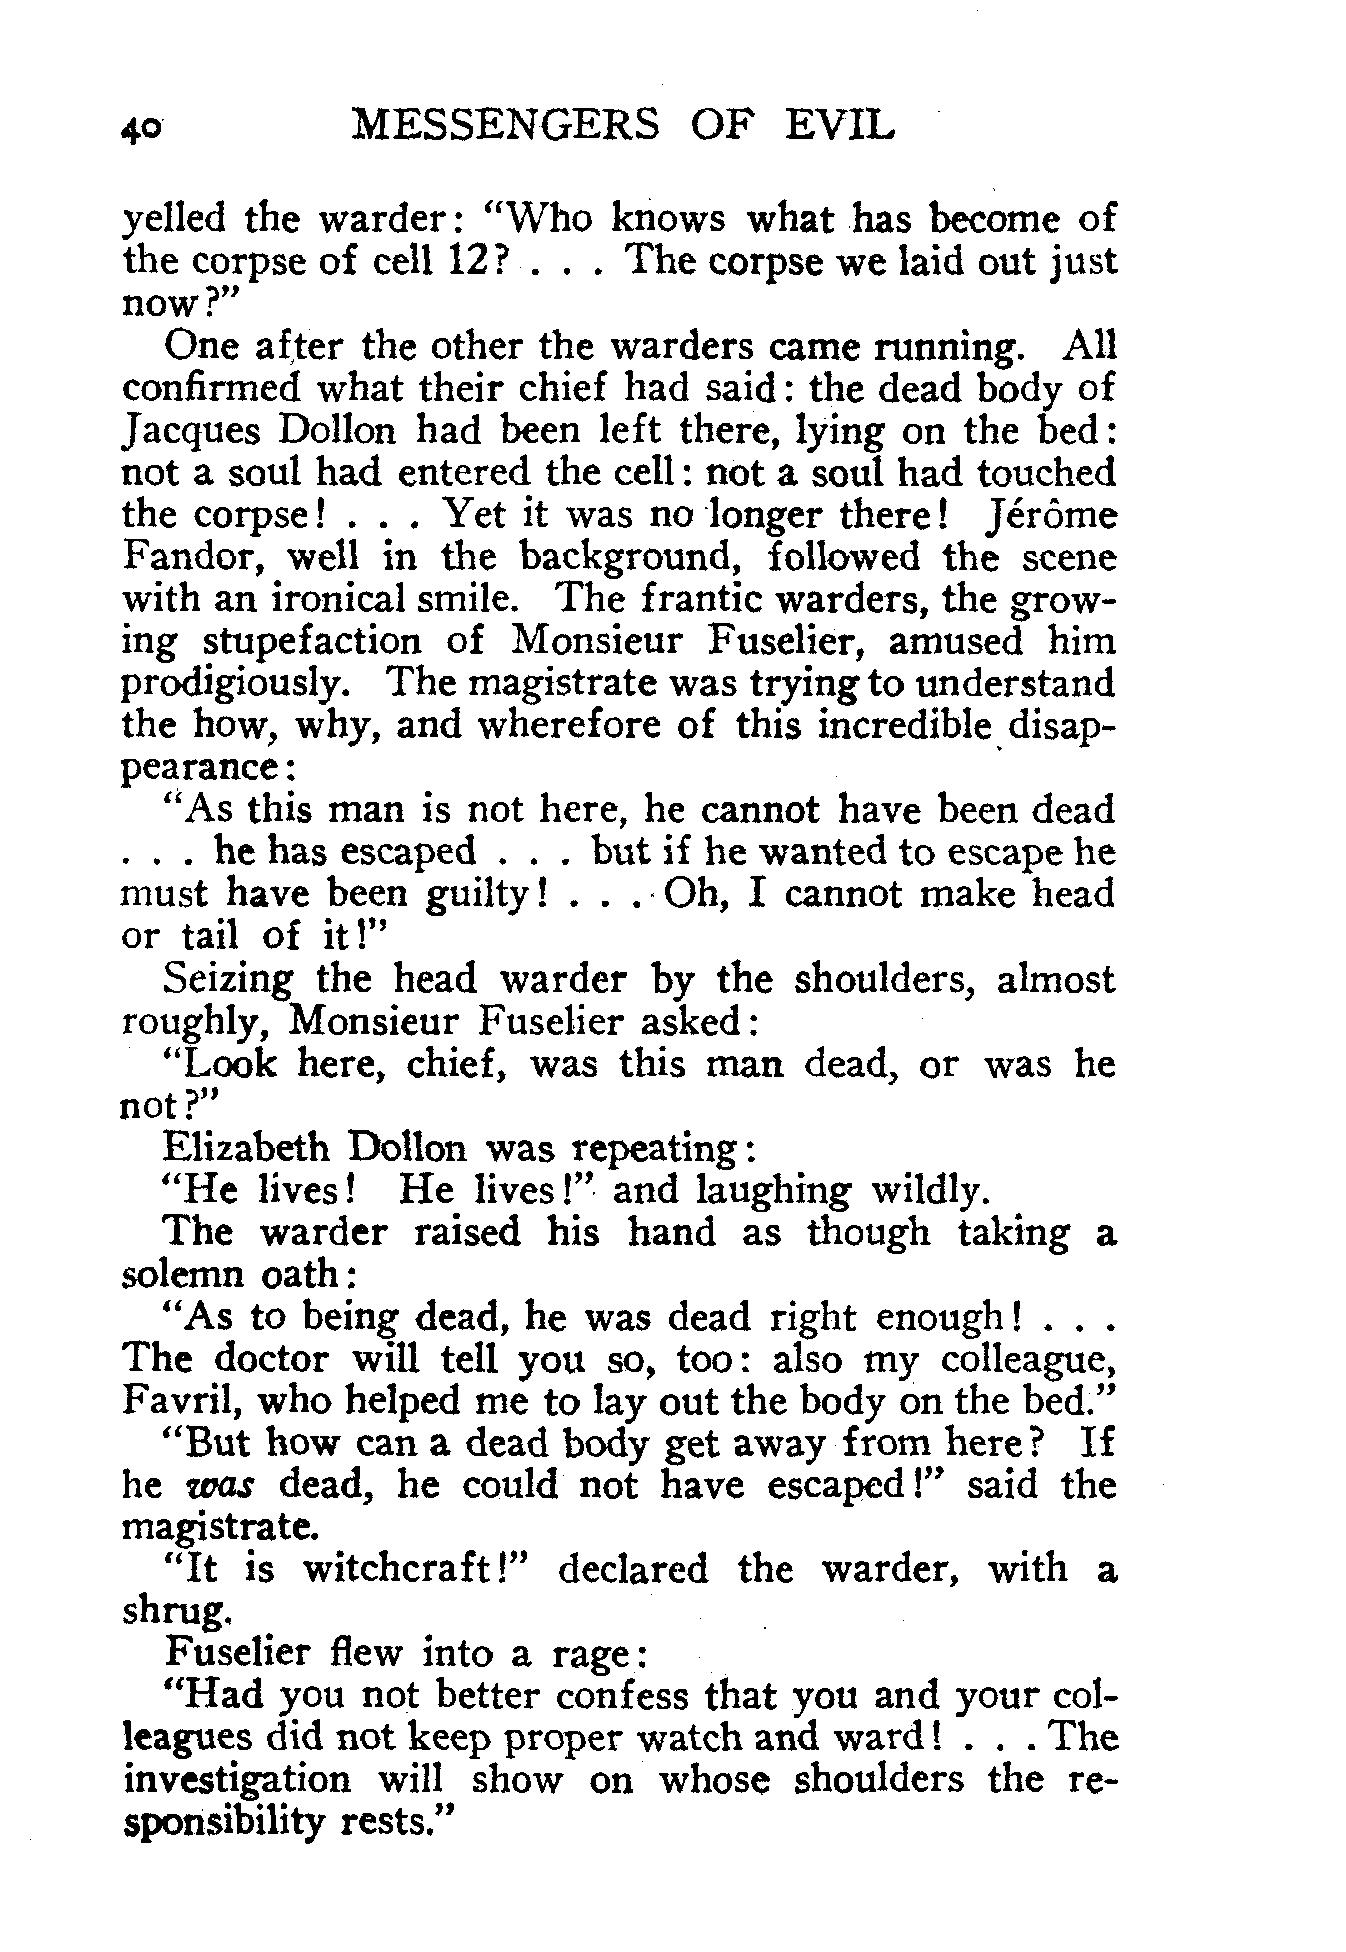 40 MESSENGERS OF EVIL
yelled the warder: "Who knows what has become of
the corpse of cell 12? . . . The corpse we laid out just
now?"
One after the other the warders came running. All
confirmed what their chief had said: the dead body of
Jacques Dollon had been left there, lying on the bed:
not a soul had entered the cell: not a soul had touched
the corpse! . . . Yet it was no longer there! Jérôme
Fandor, well in the background, followed the scene
with an ironical smile. The frantic warders, the grow-
ing stupefaction of Monsieur Fuselier, amused him
prodigiously. The magistrate was trying to understand
the how, why, and wherefore of this incredible disap-
pearance:
"As this man is not here, he cannot have been dead
. . . he has escaped . . . but if he wanted to escape he
must have been guilty! . . . Oh, I cannot make head
or tail of it!"
Seizing the head warder by the shoulders, almost
roughly, Monsieur Fuselier asked:
"Look here, chief, was this man dead, or was he
not?"
Elizabeth Dollon was repeating:
"He lives! He lives!" and laughing wildly.
The warder raised his hand as though taking a
solemn oath:
"As to being dead, he was dead right enough! . . .
The doctor will tell you so, too: also my colleague,
Favril, who helped me to lay out the body on the bed."
"But how can a dead body get away from here? If
he was dead, he could not have escaped!" said the
magistrate.
"It is witchcraft!" declared the warder, with a
shrug.
Fuselier flew into a rage:
"Had you not better confess that you and your col-
leagues did not keep proper watch and ward! . . . The
investigation will show on whose shoulders the re-
sponsibility rests."